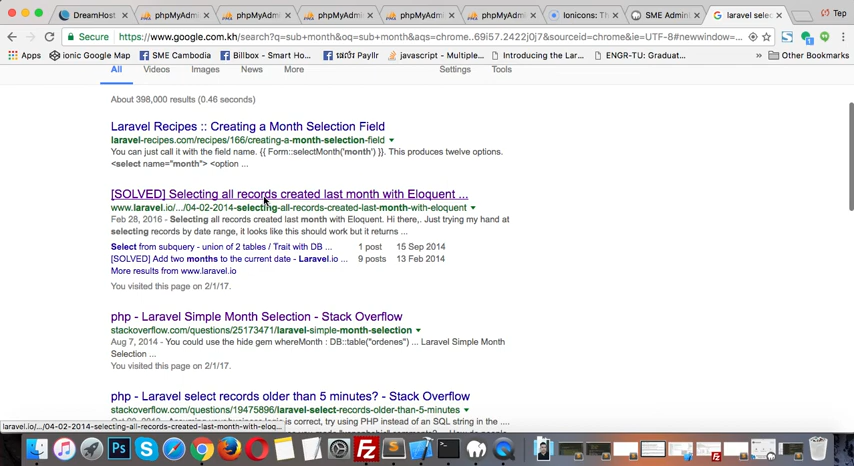 DreamHost
phpMyAdm
phpMyAdmi
phpMyAdmi
phpMyAdmi
phpMyAdmi
Ionicons: Th
SME Admini
laravel selec
Tep
Secure
https://www.google.com.kh/search?q=sub+month&oq=sub+month&aqs=chrome..69i57.2422j0j7&sourceid=chrome&ie=UTF-8#newwindow=...
Apps
ionic Google Map
SME Cambodia
Billbox - Smart Ho...
ផេលើ Payllr
javascript - Multiple...
Introducing the Lar...
ENGR-TU: Graduat...
Other Bookmarks
All
Videos
Images
News
More
Settings
Tools
About 398,000 results (0.46 seconds)
Laravel Recipes :: Creating a Month Selection Field
laravel-recipes.com/recipes/166/creating-a-month-selection-field
You can just call it with the field name. {{ Form::selectMonth('month') }}. This produces twelve options.
<select name="month"> <option ...
[SOLVED] Selecting all records created last month with Eloquent ...
www.laravel.io/.../04-02-2014-selecting-all-records-created-last-month-with-eloquent
Feb 28, 2016 - Selecting all records created last month with Eloquent. Hi there,. Just trying my hand at
selecting records by date range, it looks like this should work but it returns ...
Select from subquery - union of 2 tables / Trait with DB ...
1 post
15 Sep 2014
[SOLVED] Add two months to the current date - Laravel.io ...
9 posts
13 Feb 2014
More results from www.laravel.io
You visited this page on 2/1/17.
php - Laravel Simple Month Selection - Stack Overflow
stackoverflow.com/questions/25173471/laravel-simple-month-selection
Aug 7, 2014 - You could use the hide gem whereMonth : DB::table("ordenes") ... Laravel Simple Month
Selection ...
You visited this page on 2/1/17.
php - Laravel select records older than 5 minutes? - Stack Overflow
stackoverflow.com/questions/19475896/laravel-select-records-older-than-5-minutes
is correct, try using PHP instead of an SQL string in the ...
laravel.io/.../04-02-2014-selecting-all-records-created-last-month-with-eloq...